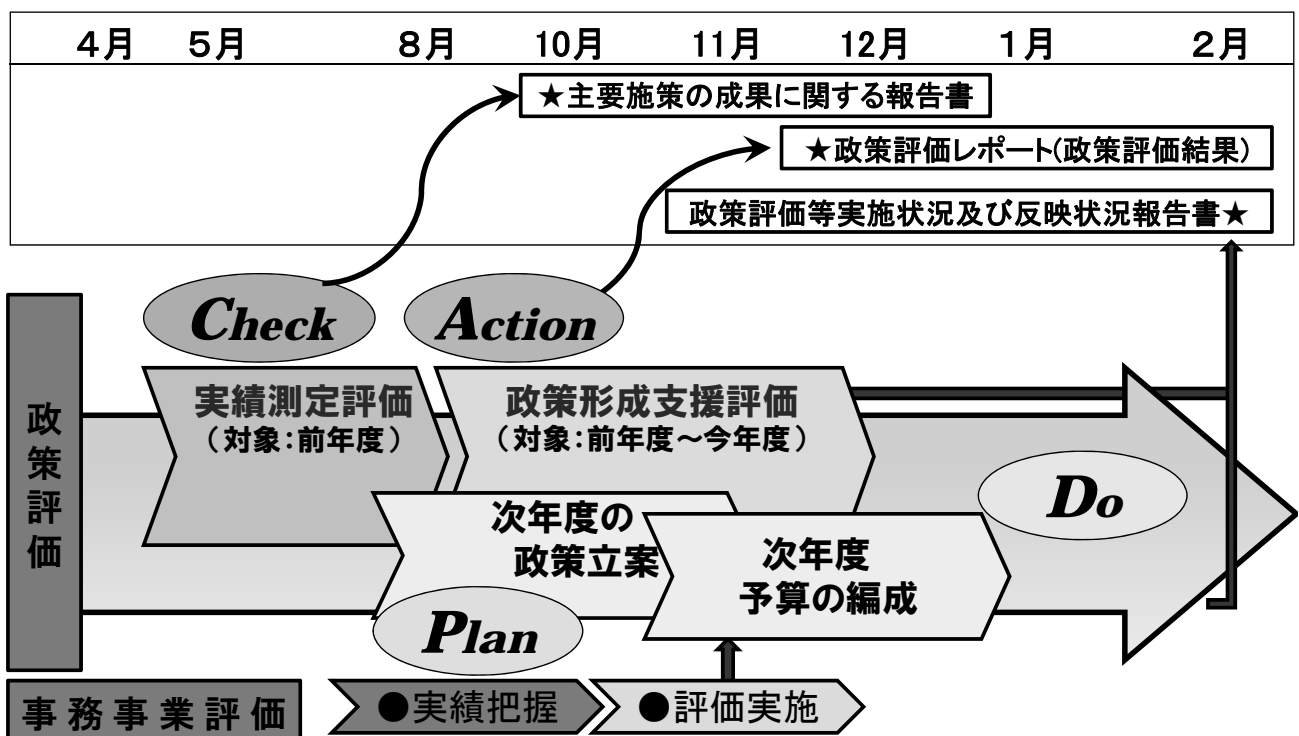 4月 5月 8月 10月 11月 12月 1月 2月
★主要施策の成果に関する報告書
★政策評価レポート(政策評価結果)
政策評価等実施状況及び反映状況報告書★
Check
Action
政策評価
実績測定評価
(対象:前年度)
政策形成支援評価
(対象:前年度～今年度)
Do
次年度の
政策立案
次年度
予算の編成
Plan
事務事業評価
●実績把握
●評価実施